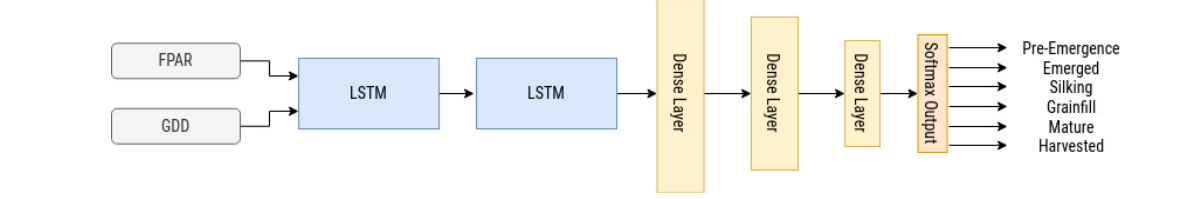 FPAR
GDD
LSTM
LSTM
Dense Layer
Dense Layer
Dense Layer
Softmax Output
Pre-Emergence
Emerged
Silking
Grainfill
Mature
Harvested